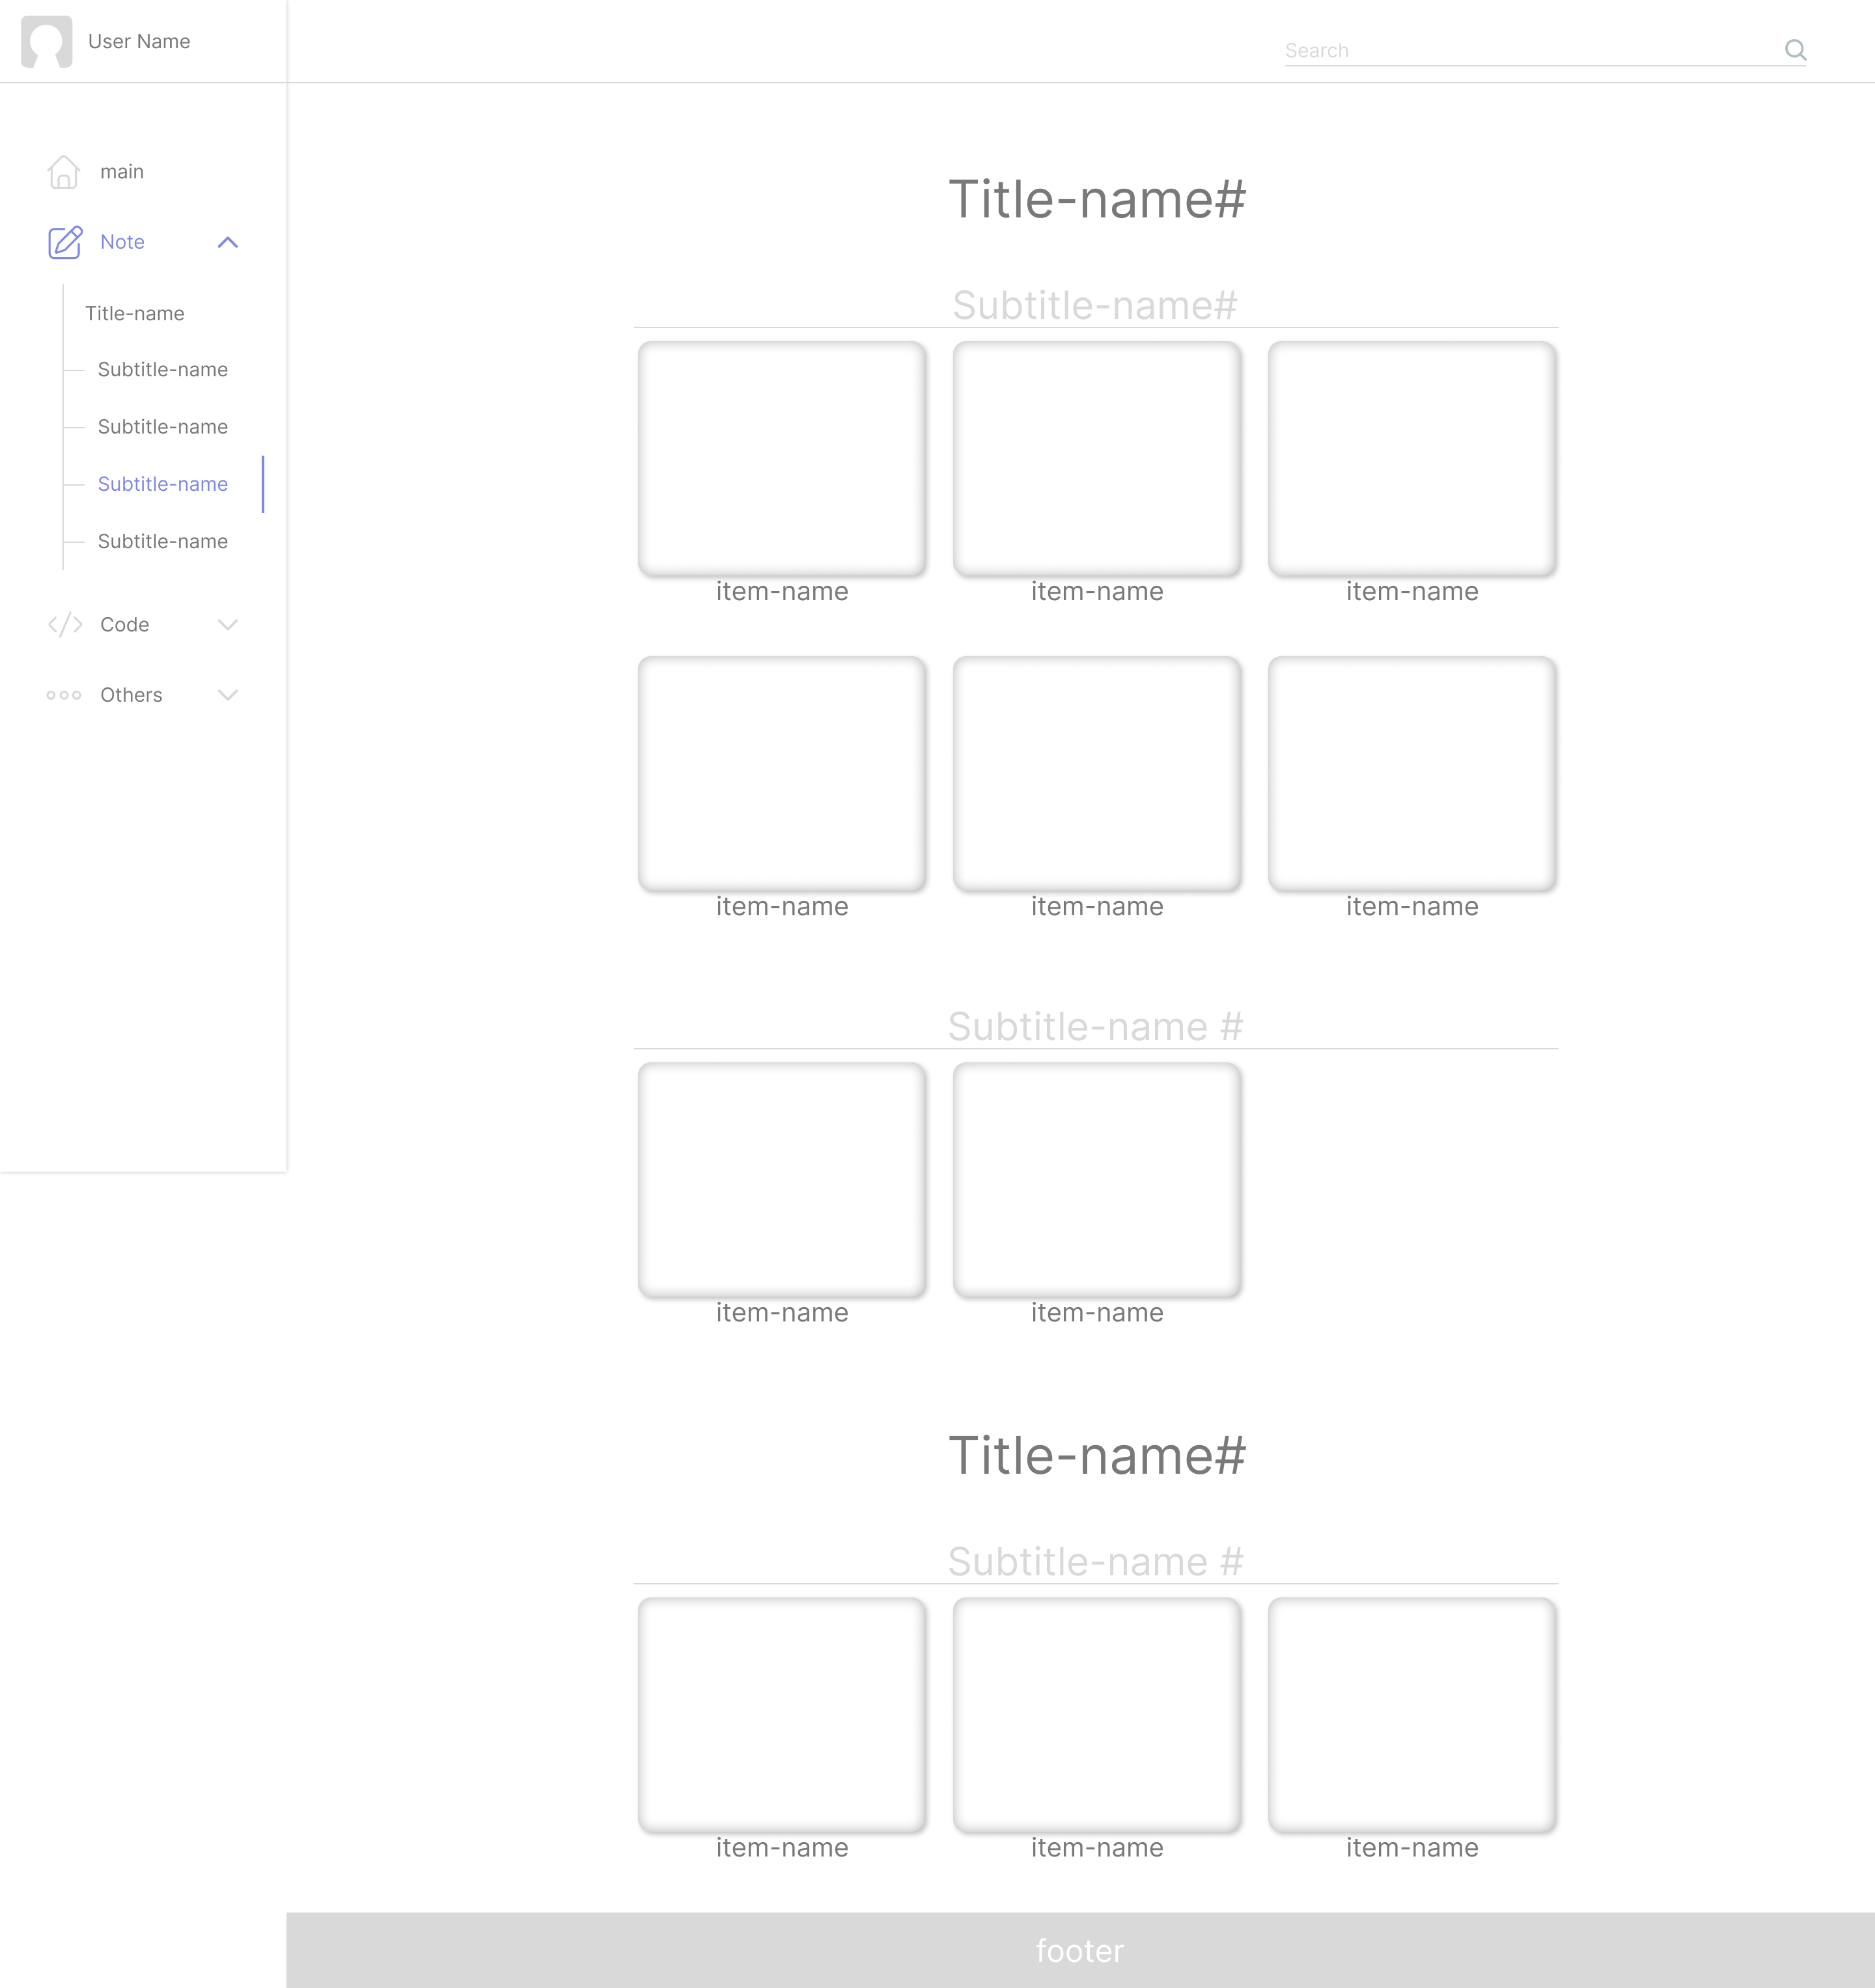 User Name
Search
main
Note
Title-name
Subtitle-name
Subtitle-name
Subtitle-name
Subtitle-name
Code
Others
Title-name#
Subtitle-name#
item-name item-name item-name
item-name item-name item-name
Subtitle-name #
item-name item-name
Title-name#
Subtitle-name #
item-name item-name item-name
footer